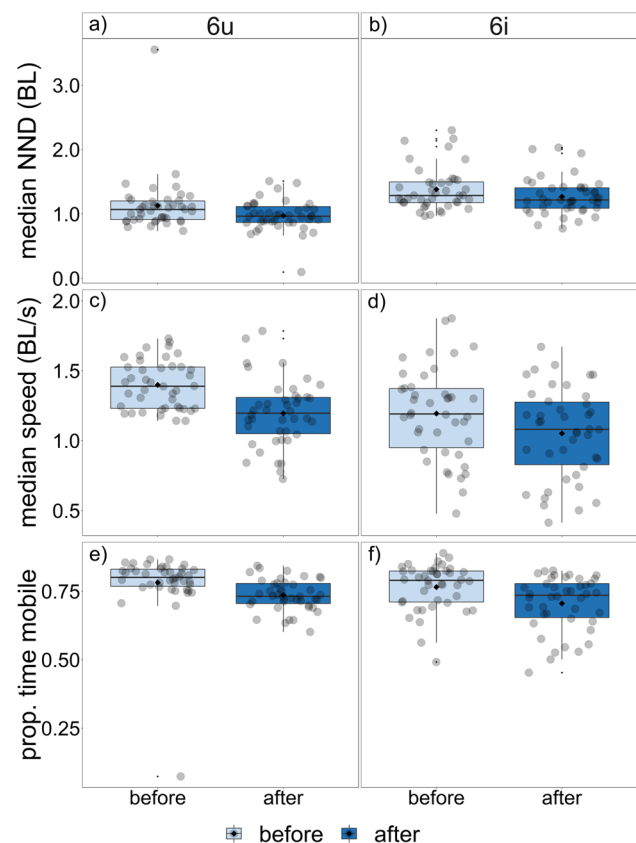 6u 6i
a) b)
median NND (BL)
3.0
2.0
1.0
0.0
c) d)
median speed (BL/s)
2.0
1.5
1.0
0.5
e) f)
prop. time mobile
0.75
0.50
0.25
before after before after
before after